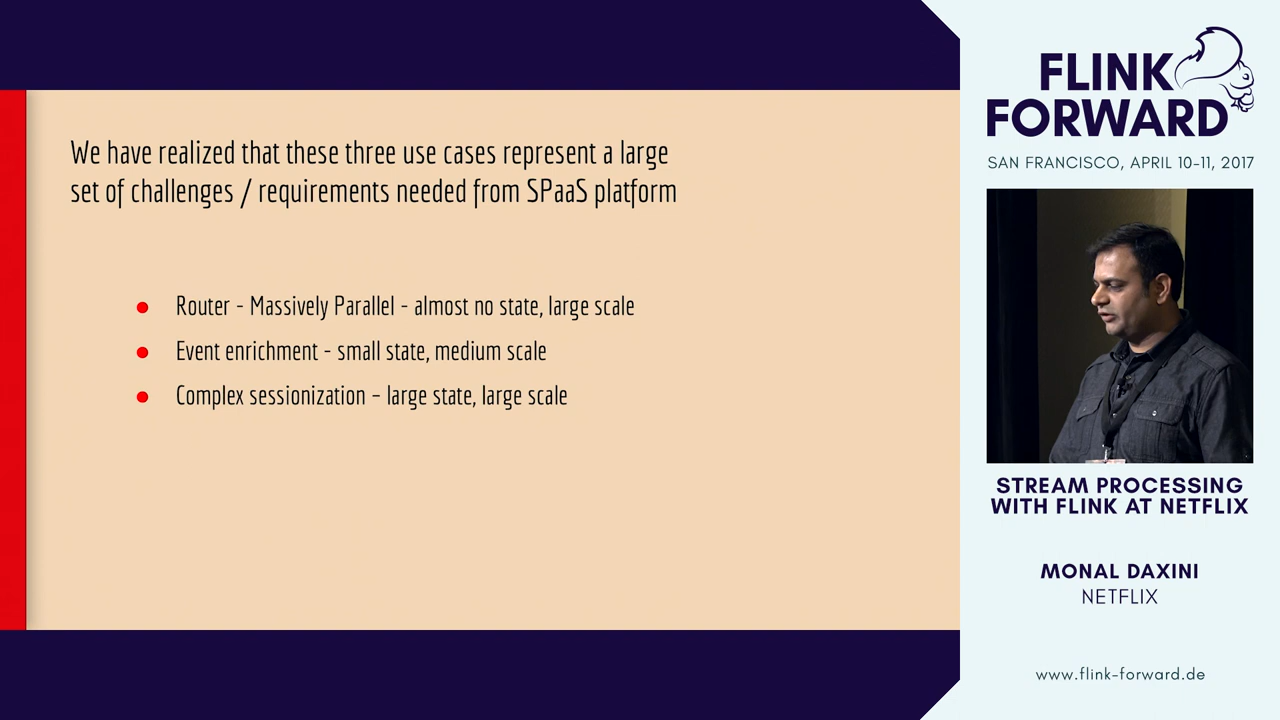 We have realized that these three use cases represent a large
set of challenges / requirements needed from SPaaS platform
● Router - Massively Parallel - almost no state, large scale
● Event enrichment - small state, medium scale
● Complex sessionization – large state, large scale
FLINK
FORWARD
SAN FRANCISCO, APRIL 10-11, 2017
STREAM PROCESSING
WITH FLINK AT NETFLIX
MONAL DAXINI
NETFLIX
www.flink-forward.de